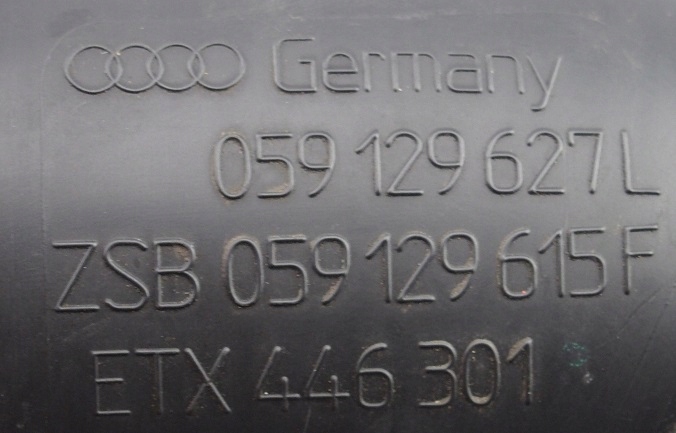 Germany
059 129 627 L
ZSB 059 129 615 F
ETX 446 301